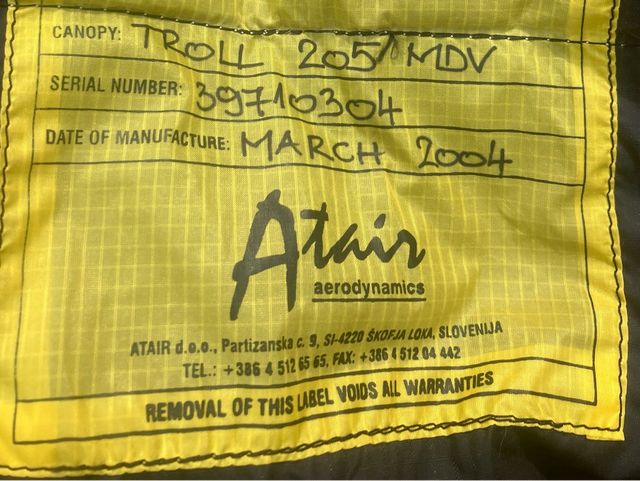 CANOPY: TROLL 205/MDV
SERIAL NUMBER: 39710304
DATE OF MANUFACTURE: MARCH 2004
Atair
aerodynamics
ATAIR d.o.o., Partizanska c. 9, SI-4220 ŠKOFJA LOKA, SLOVENIJA
TEL.: +386 4 512 65 65, FAX: +386 4 512 04 442
REMOVAL OF THIS LABEL VOIDS ALL WARRANTIES